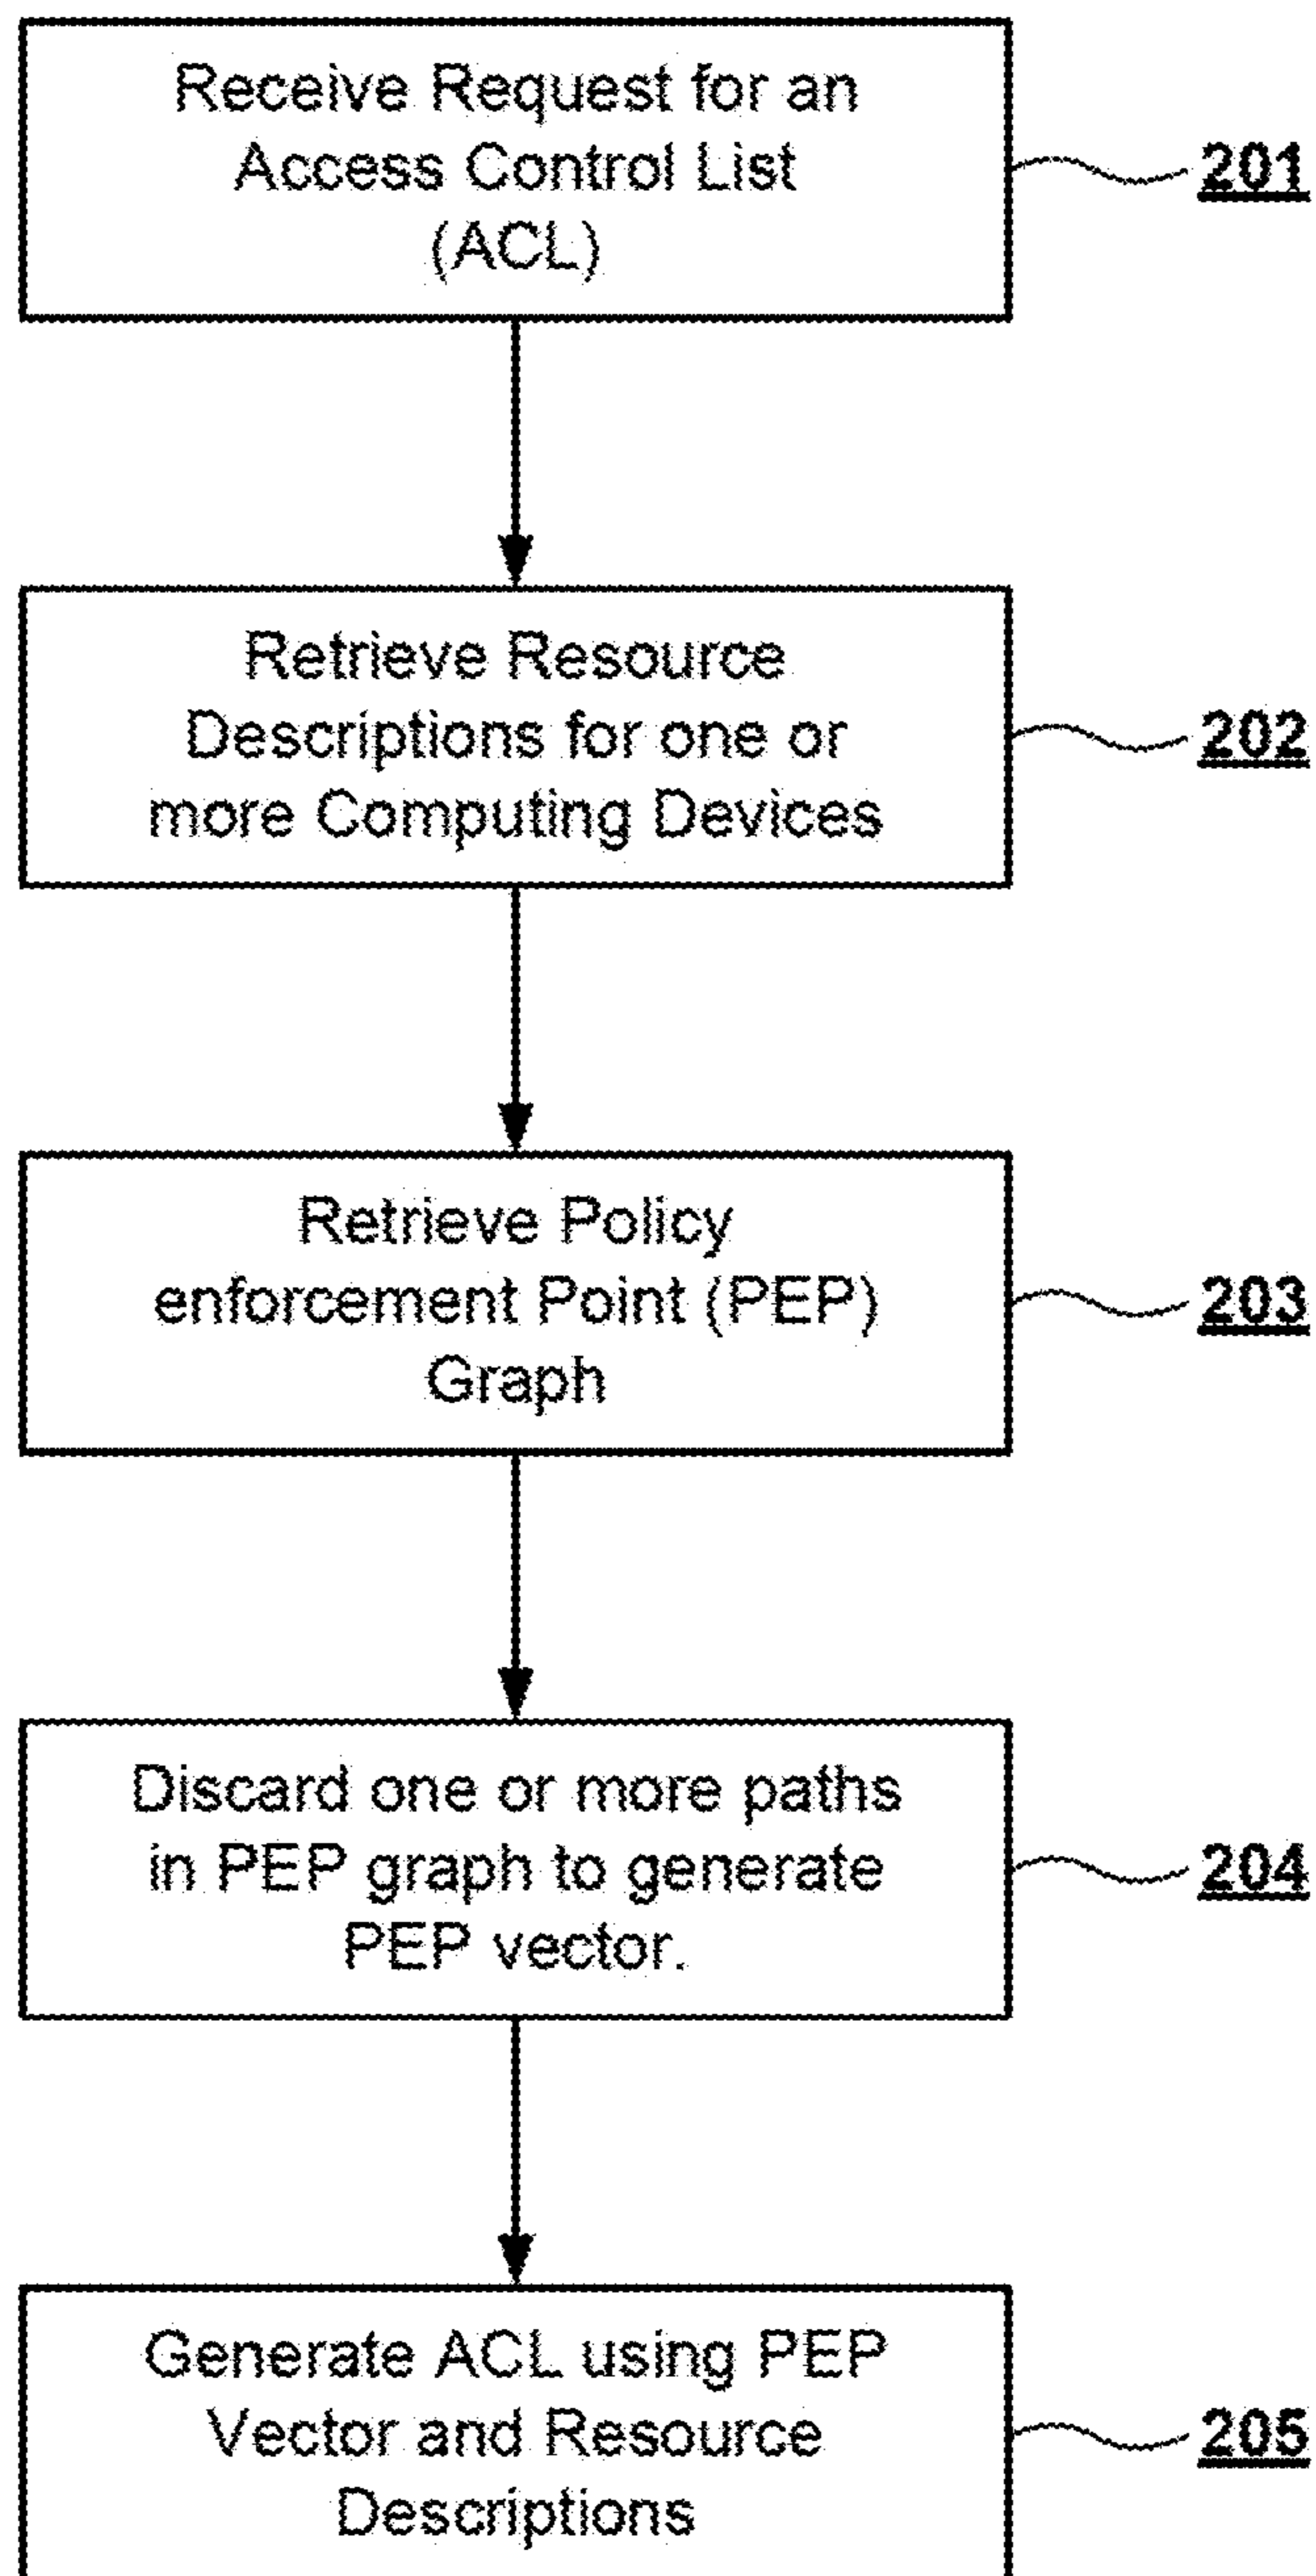 Receive Request for an
Access Control List
(ACL)
201
Retrieve Resource
Descriptions for one or
more Computing Devices
202
Retrieve Policy
enforcement Point (PEP)
Graph
203
Discard one or more paths
in PEP graph to generate
PEP vector.
204
Generate ACL using PEP
Vector and Resource
Descriptions
205